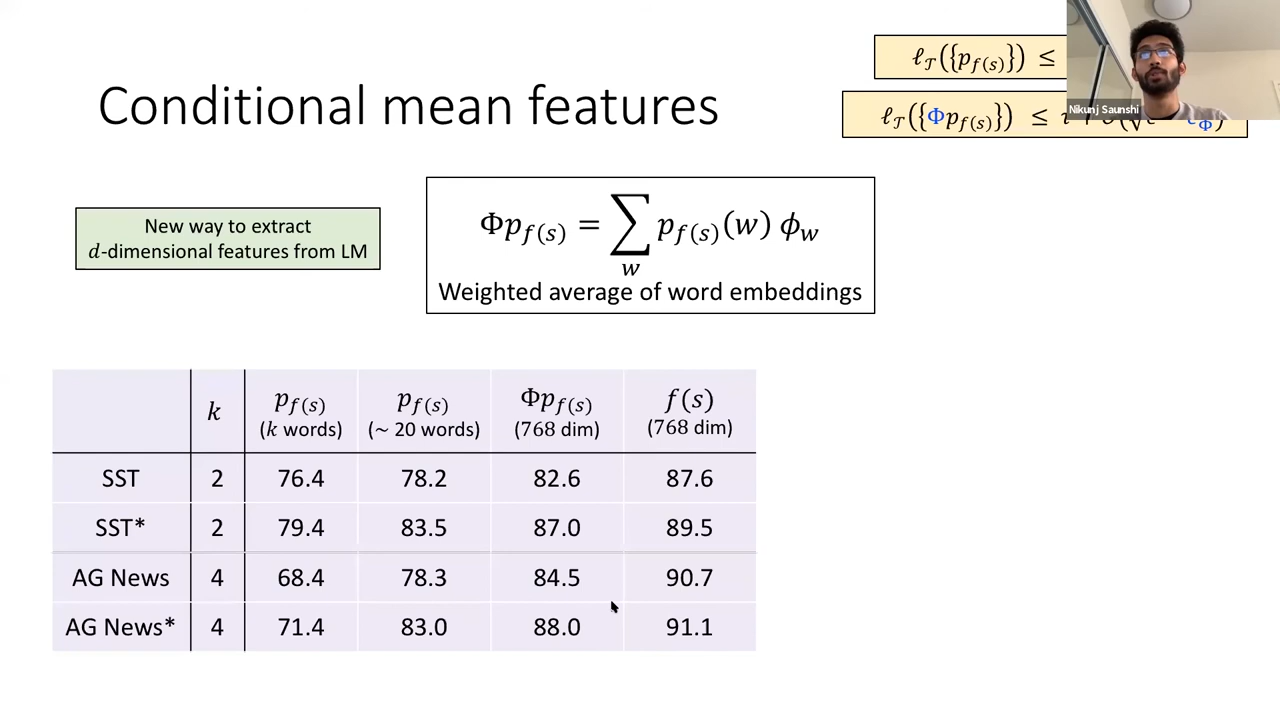 Conditional mean features
ℓ_𝒯({p_{f(s)}}) ≤
ℓ_𝒯({Φp_{f(s)}}) ≤
Nikunj Saunshi
New way to extract
d-dimensional features from LM
Φp_{f(s)} = ∑_w p_{f(s)}(w) ϕ_w
Weighted average of word embeddings
k p_{f(s)} (k words) p_{f(s)} (~ 20 words) Φp_{f(s)} (768 dim) f(s) (768 dim)
SST 2 76.4 78.2 82.6 87.6
SST* 2 79.4 83.5 87.0 89.5
AG News 4 68.4 78.3 84.5 90.7
AG News* 4 71.4 83.0 88.0 91.1